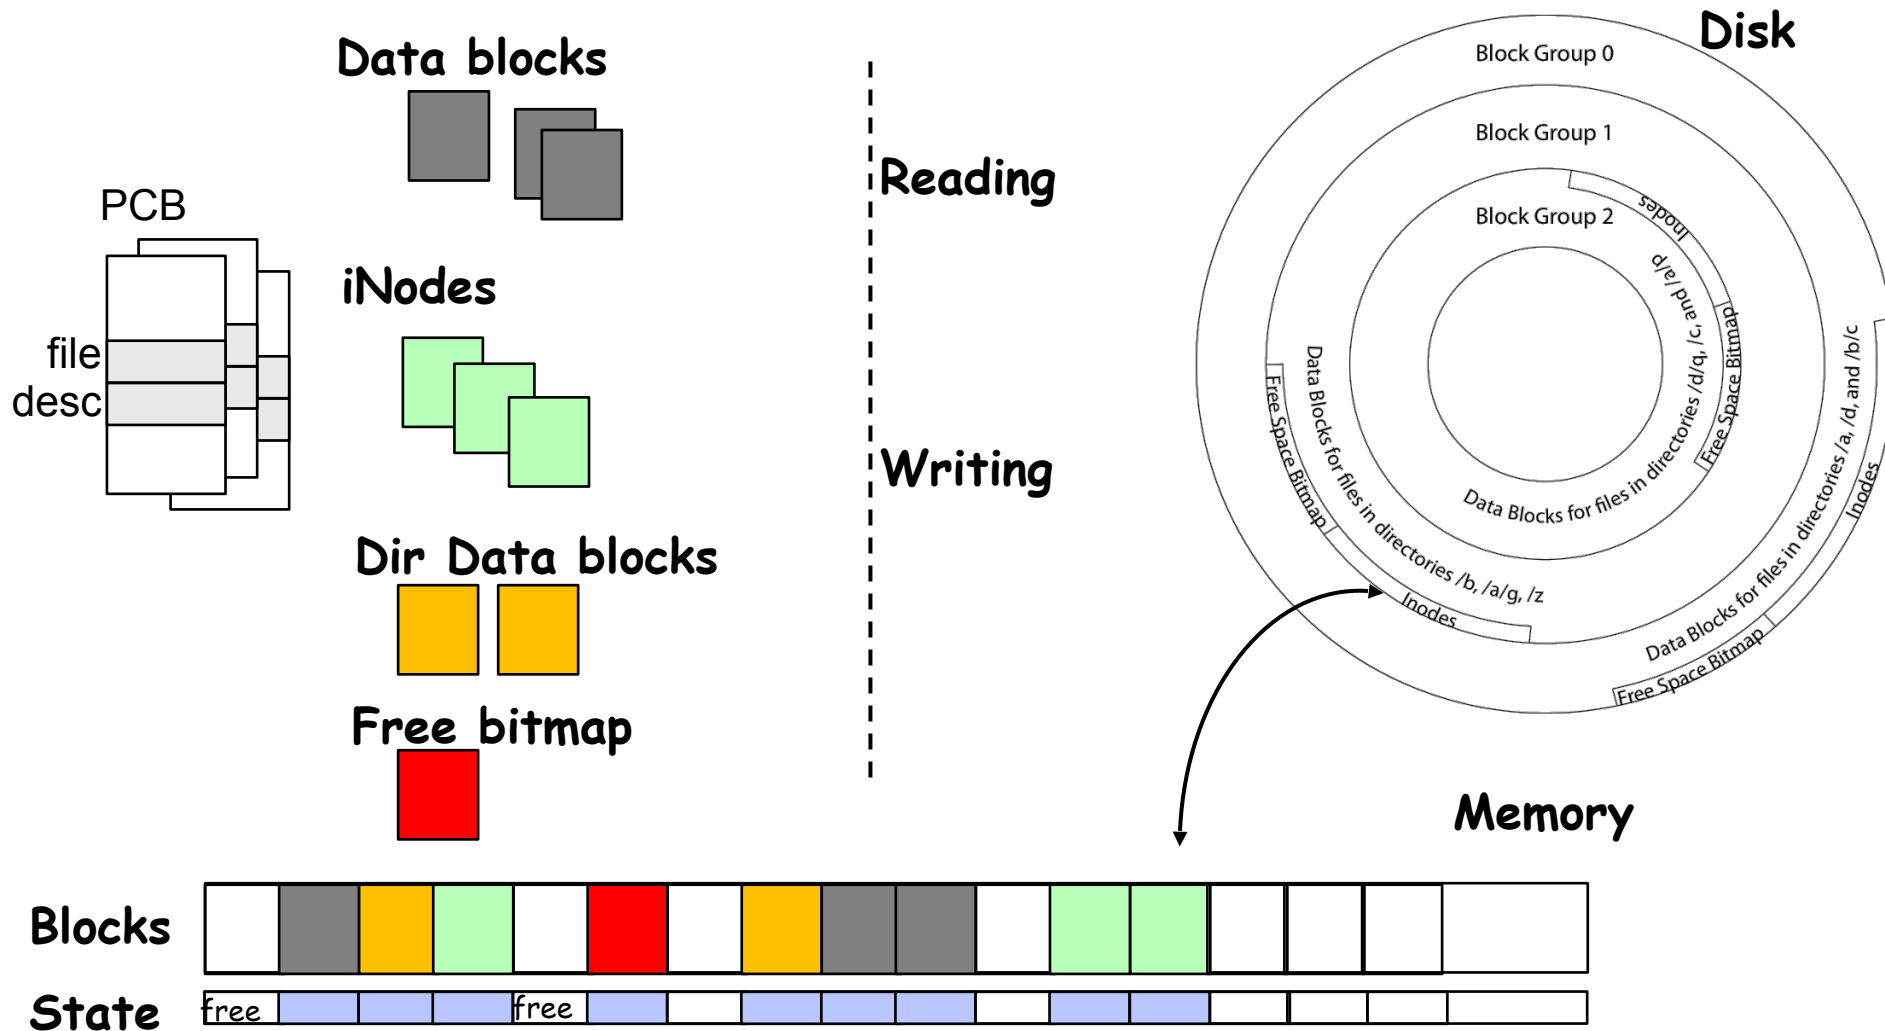 Disk
Data blocks
Block Group 0
Block Group 1
Reading
PCB
Block Group 2
Inodes
iNodes
file
desc
Data Blocks for files in directories /d/q, /c, and /a/p
Free Space Bitmap
Free Space Bitmap
Data Blocks for files in directories /b, /a/g, /z
Inodes
Data Blocks for files in directories /a, /d, and /b/c
Inodes
Free Space Bitmap
Writing
Dir Data blocks
Free bitmap
Memory
Blocks
State
free
free